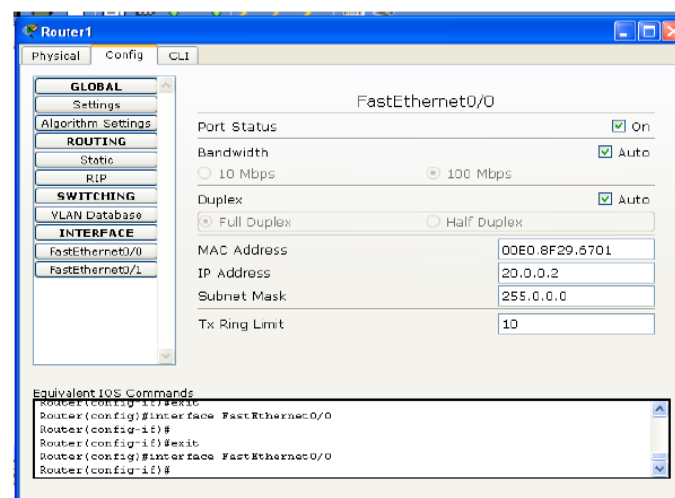 Router1
Physical Config CLI
GLOBAL
Settings
Algorithm Settings
ROUTING
Static
RIP
SWITCHING
VLAN Database
INTERFACE
FastEthernet0/0
FastEthernet0/1
FastEthernet0/0
Port Status On
Bandwidth Auto
10 Mbps 100 Mbps
Duplex Auto
Full Duplex Half Duplex
MAC Address 00E0.8F29.6701
IP Address 20.0.0.2
Subnet Mask 255.0.0.0
Tx Ring Limit 10
Equivalent IOS Commands
Router(config-if)#exit
Router(config)#interface FastEthernet0/0
Router(config-if)#
Router(config-if)#exit
Router(config)#interface FastEthernet0/0
Router(config-if)#